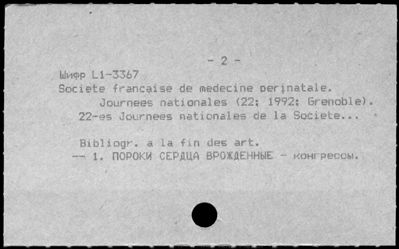 - 2 -
Шифр L1-3367
Societe francaise de medecine perinatale.
Journees nationales (22; 1992; Grenoble).
22-es Journees nationales de la Societe...
Bibliogr. a la fin des art.
-- 1. ПОРОКИ СЕРДЦА ВРОЖДЕННЫЕ - конгрессы.